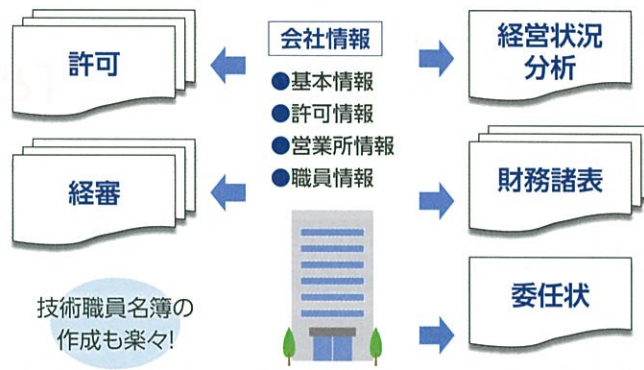 許可
経審
技術職員名簿の
作成も楽々!
会社情報
●基本情報
●許可情報
●営業所情報
●職員情報
経営状況
分析
財務諸表
委任状